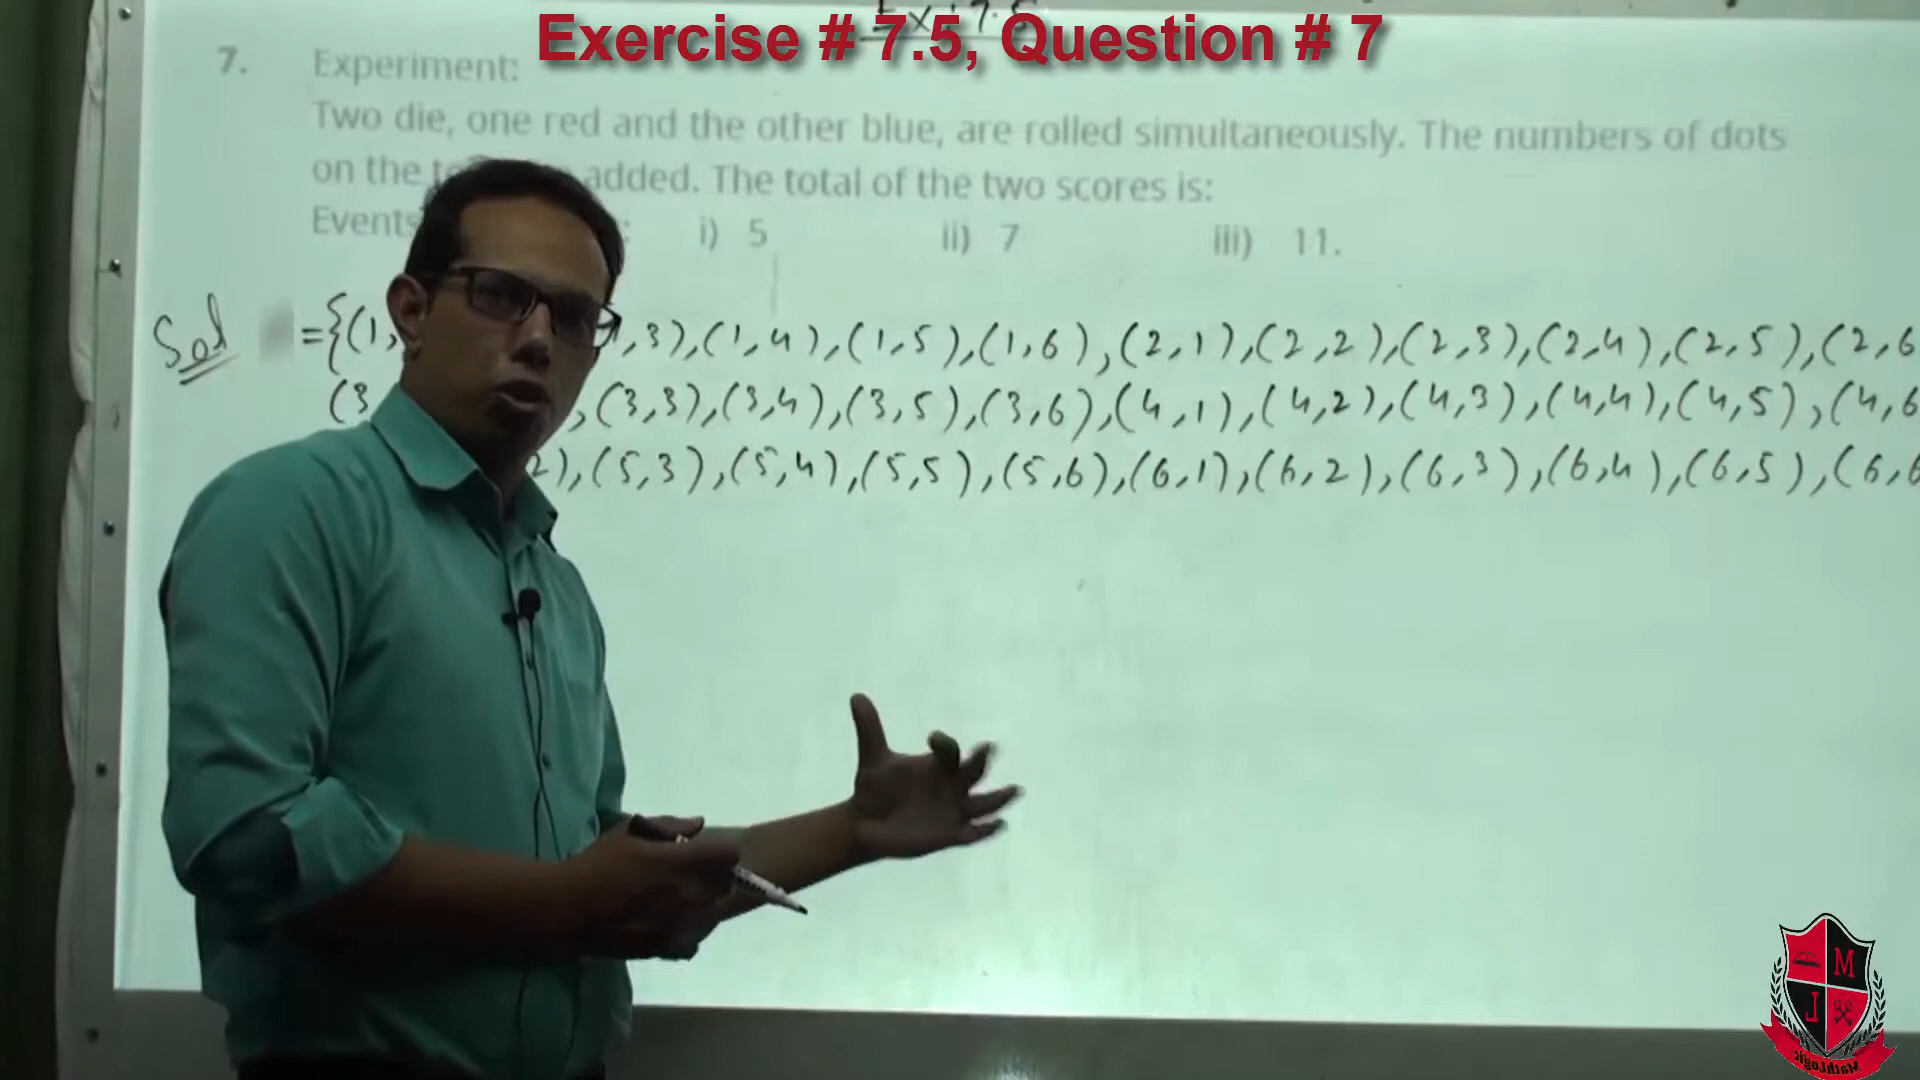 Ex : 7.5
Exercise # 7.5, Question # 7
7. Experiment:
Two die, one red and the other blue, are rolled simultaneously. The numbers of dots
on the added. The total of the two scores is:
Events : i) 5 ii) 7 iii) 11.
Sol = {(1, ,3),(1,4),(1,5),(1,6),(2,1),(2,2),(2,3),(2,4),(2,5),(2,6
(3 ,(3,3),(3,4),(3,5),(3,6),(4,1),(4,2),(4,3),(4,4),(4,5),(4,6
2),(5,3),(5,4),(5,5),(5,6),(6,1),(6,2),(6,3),(6,4),(6,5),(6,6
M
J
MathLogic